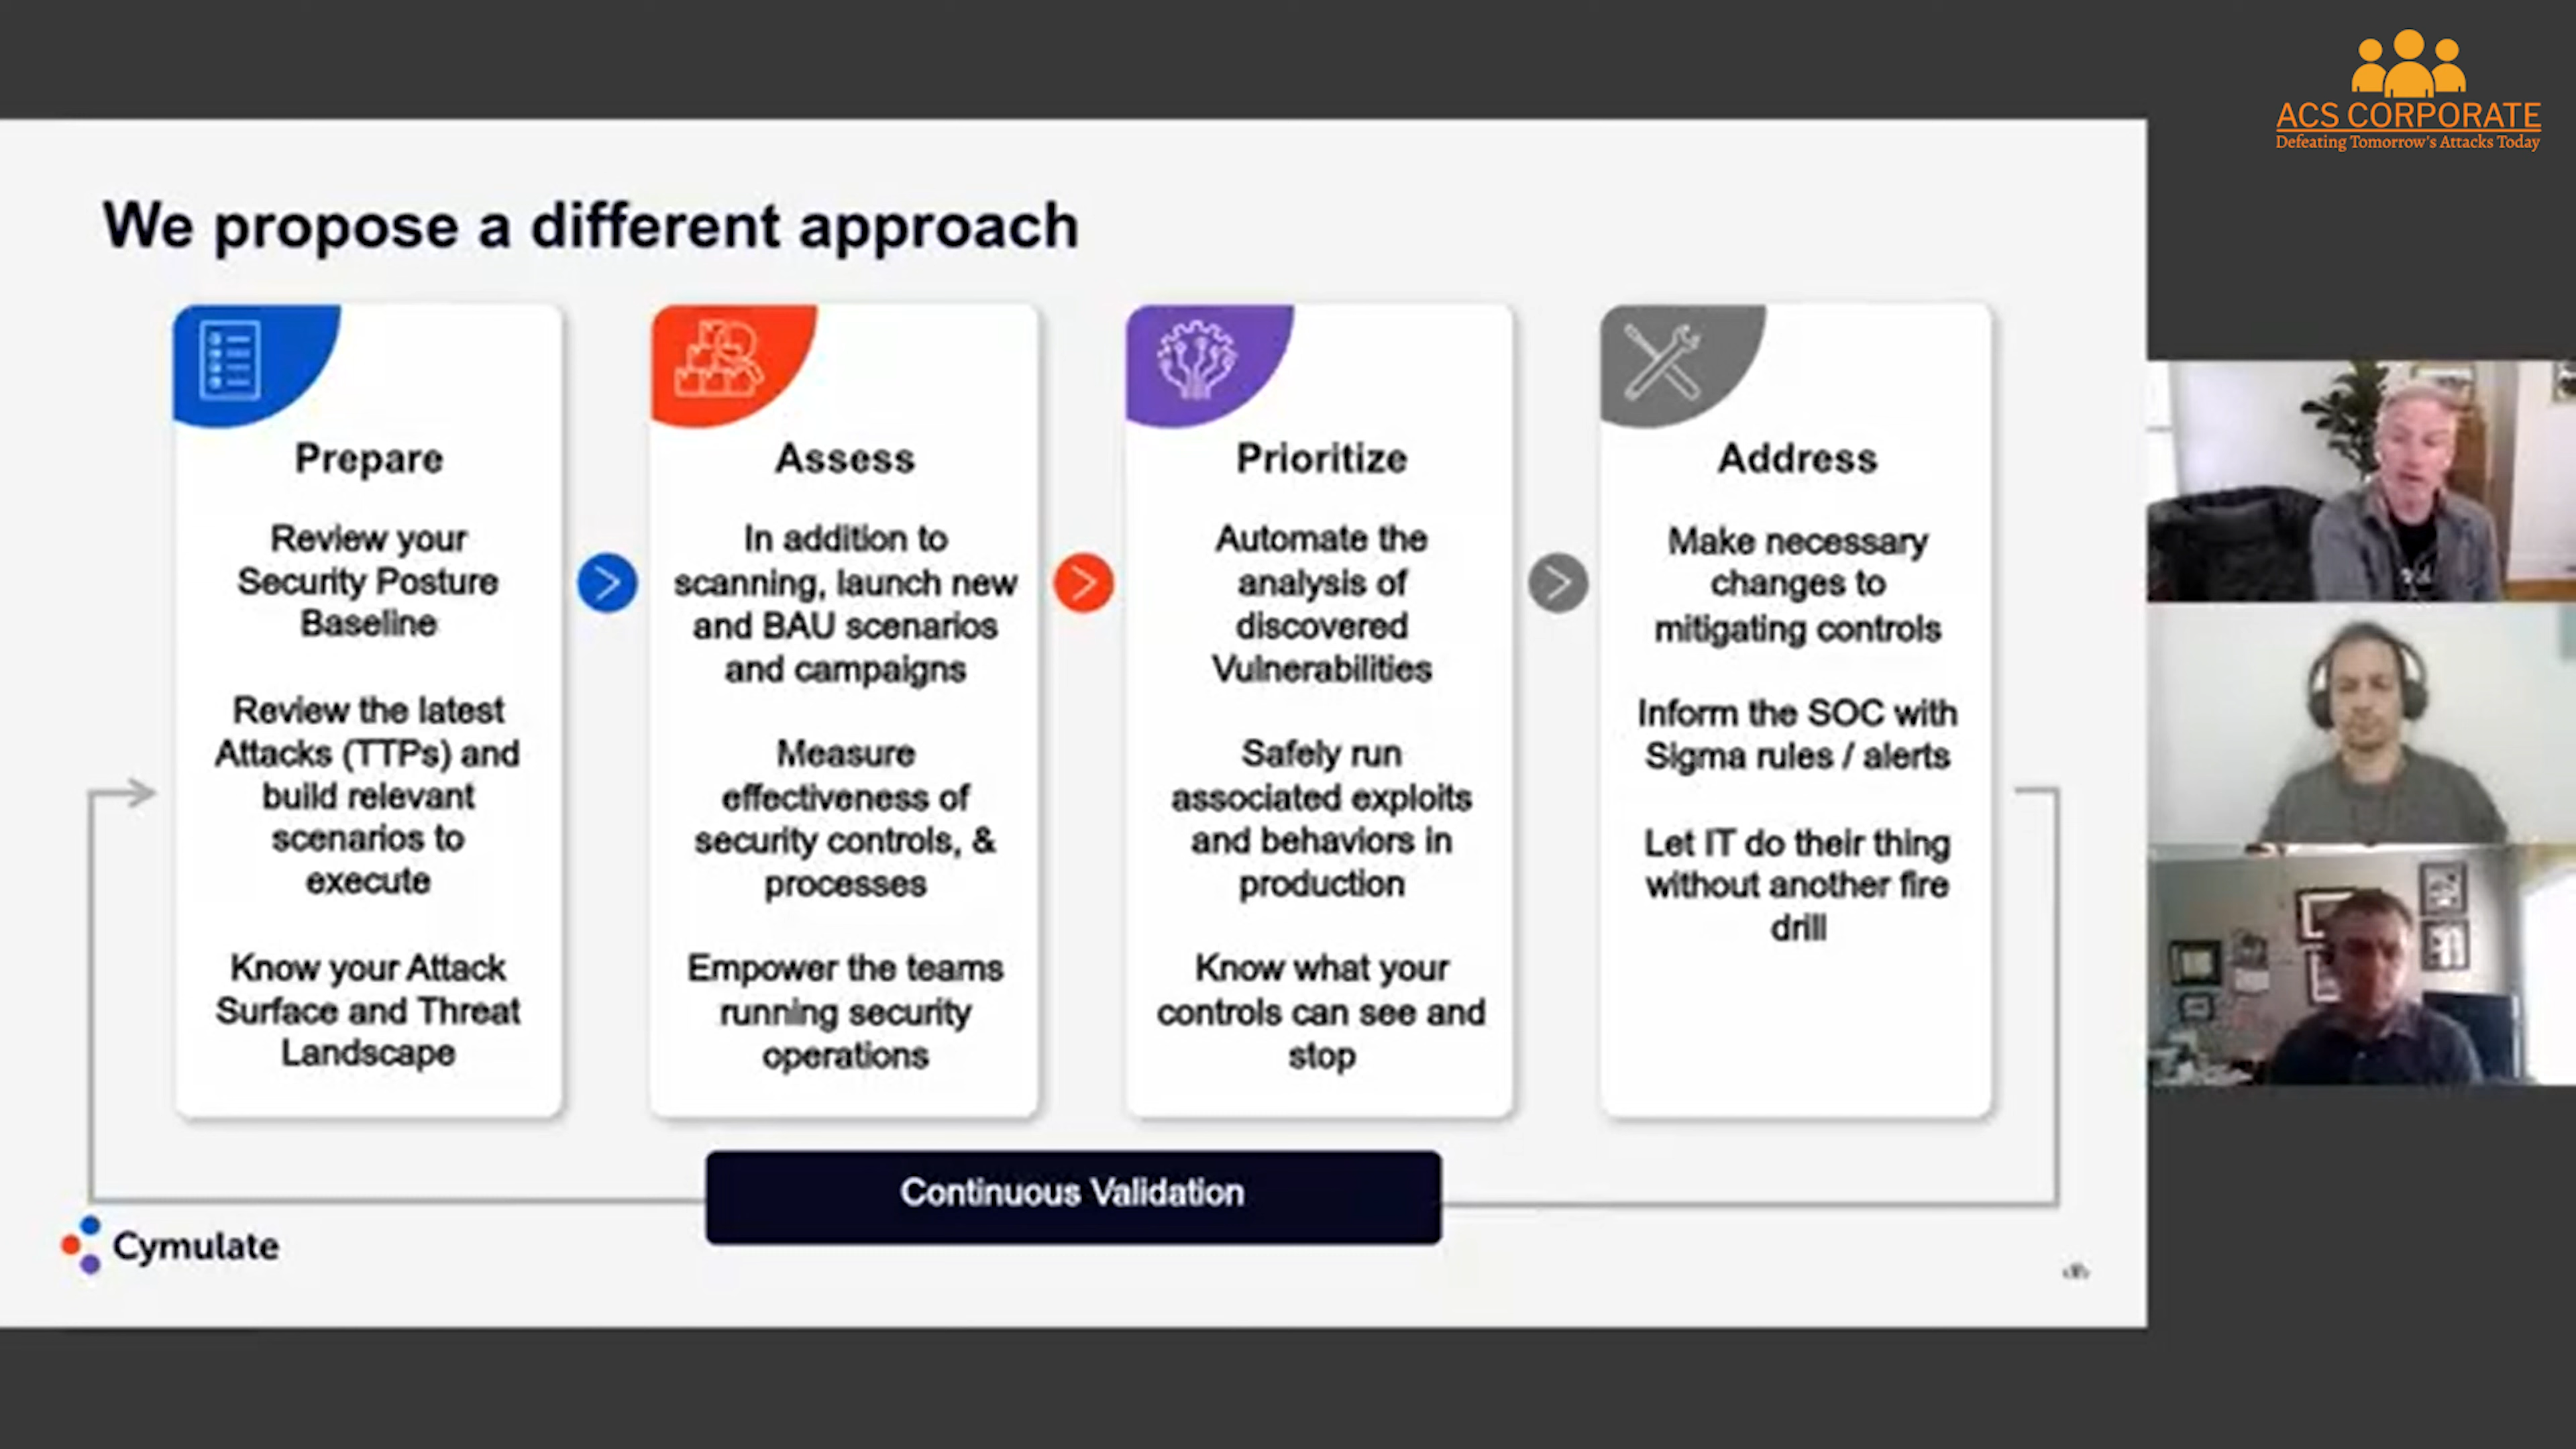 ACS CORPORATE
Defeating Tomorrow's Attacks Today
We propose a different approach
Prepare
Review your
Security Posture
Baseline
Review the latest
Attacks (TTPs) and
build relevant
scenarios to
execute
Know your Attack
Surface and Threat
Landscape
Assess
In addition to
scanning, launch new
and BAU scenarios
and campaigns
Measure
effectiveness of
security controls, &
processes
Empower the teams
running security
operations
Prioritize
Automate the
analysis of
discovered
Vulnerabilities
Safely run
associated exploits
and behaviors in
production
Know what your
controls can see and
stop
Address
Make necessary
changes to
mitigating controls
Inform the SOC with
Sigma rules / alerts
Let IT do their thing
without another fire
drill
Continuous Validation
Cymulate